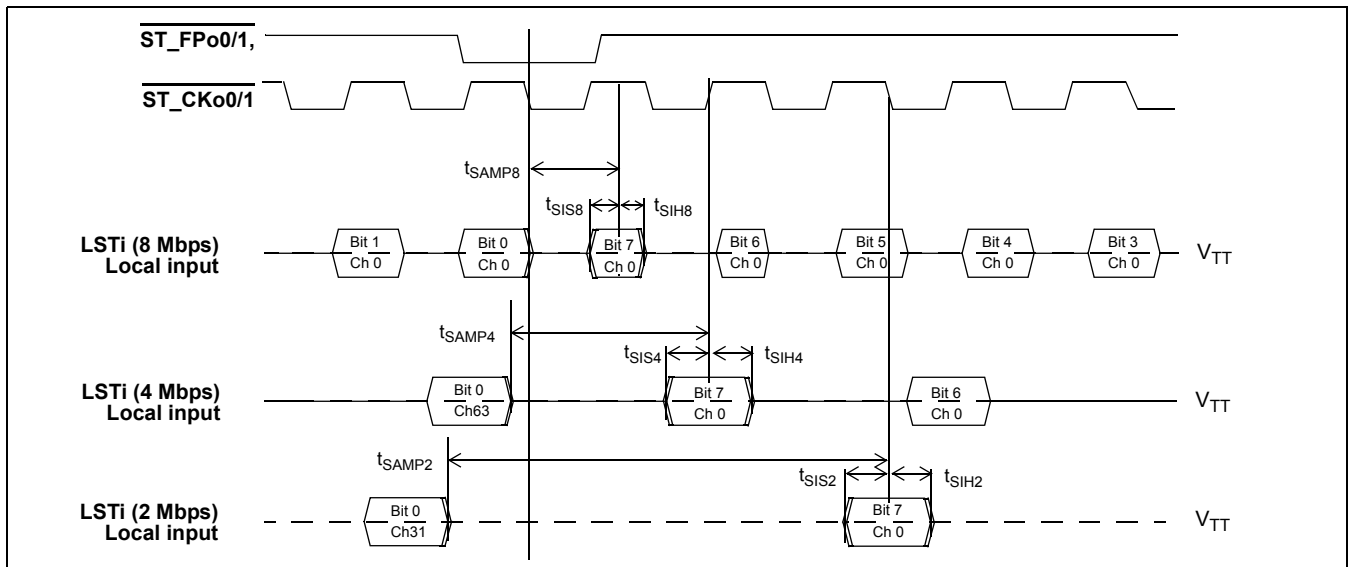 ST_FPo0/1,
ST_CKo0/1
tSAMP8
tSIS8
tSIH8
LSTi (8 Mbps)
Local input
Bit 1
Ch 0
Bit 0
Ch 0
Bit 7
Ch 0
Bit 6
Ch 0
Bit 5
Ch 0
Bit 4
Ch 0
Bit 3
Ch 0
VTT
tSAMP4
tSIS4
tSIH4
LSTi (4 Mbps)
Local input
Bit 0
Ch63
Bit 7
Ch 0
Bit 6
Ch 0
VTT
tSAMP2
tSIS2
tSIH2
LSTi (2 Mbps)
Local input
Bit 0
Ch31
Bit 7
Ch 0
VTT